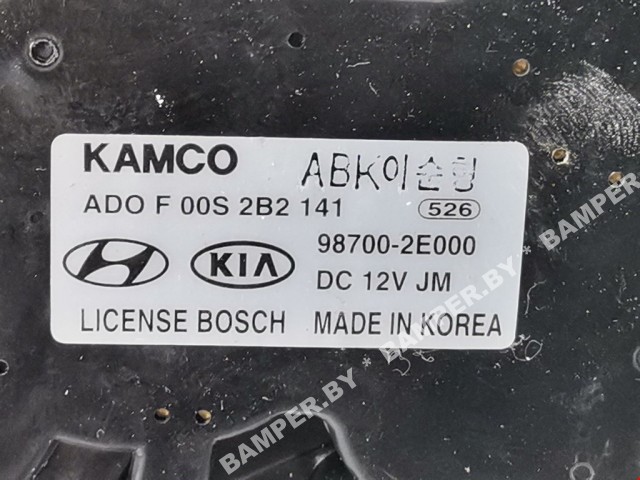 KAMCO ABK이순형
ADO F 00S 2B2 141 526
KIA 98700-2E000
DC 12V JM
LICENSE BOSCH MADE IN KOREA
BAMPER.BY * BAMPER.BY * BAMPER.BY